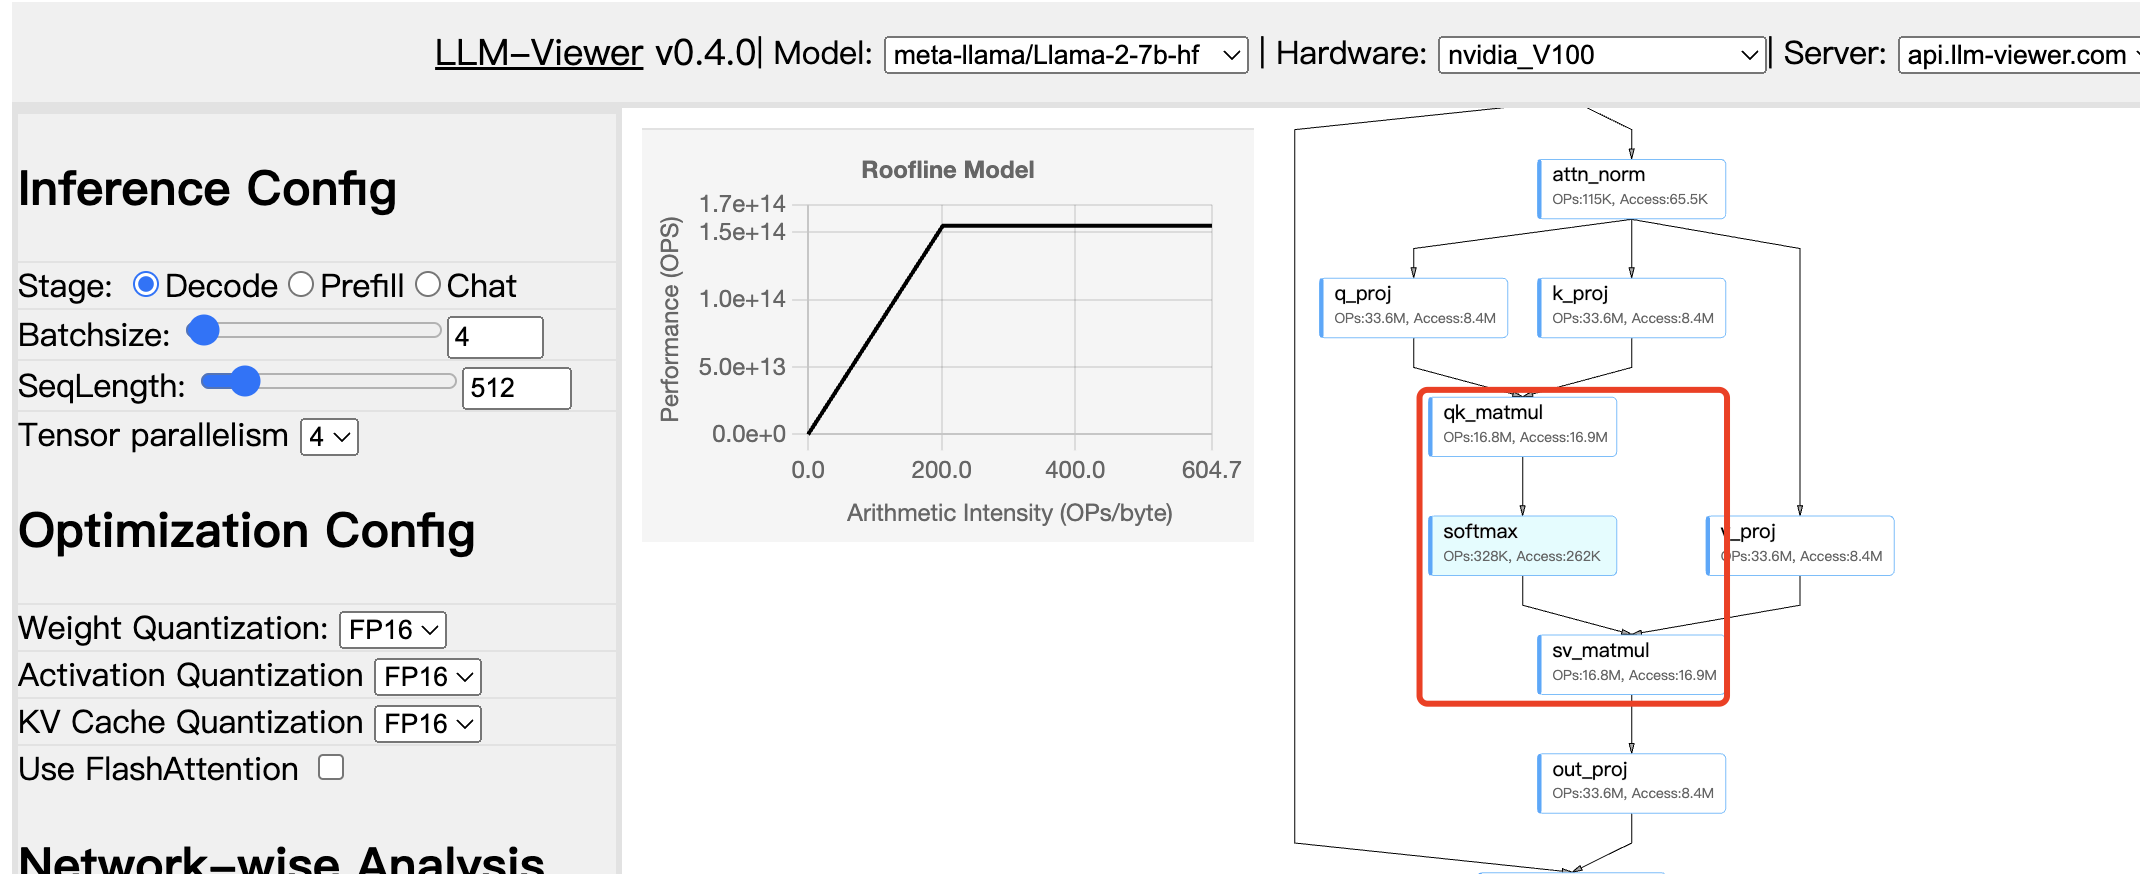 LLM-Viewer v0.4.0| Model: meta-llama/Llama-2-7b-hf | Hardware: nvidia_V100 | Server: api.llm-viewer.com
Inference Config
Stage: Decode Prefill Chat
Batchsize: 4
SeqLength: 512
Tensor parallelism 4
Optimization Config
Weight Quantization: FP16
Activation Quantization FP16
KV Cache Quantization FP16
Use FlashAttention
Network-wise Analysis
Roofline Model
Performance (OPS)
1.7e+14
1.5e+14
1.0e+14
5.0e+13
0.0e+0
0.0 200.0 400.0 604.7
Arithmetic Intensity (OPs/byte)
attn_norm
OPs:115K, Access:65.5K
q_proj
OPs:33.6M, Access:8.4M
k_proj
OPs:33.6M, Access:8.4M
qk_matmul
OPs:16.8M, Access:16.9M
softmax
OPs:328K, Access:262K
v_proj
OPs:33.6M, Access:8.4M
sv_matmul
OPs:16.8M, Access:16.9M
out_proj
OPs:33.6M, Access:8.4M